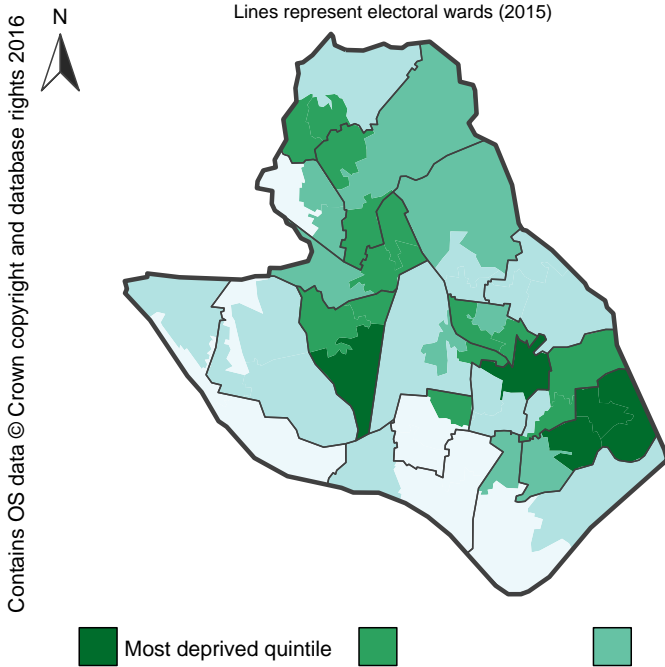 Lines represent electoral wards (2015)
N
Contains OS data © Crown copyright and database rights 2016
Most deprived quintile